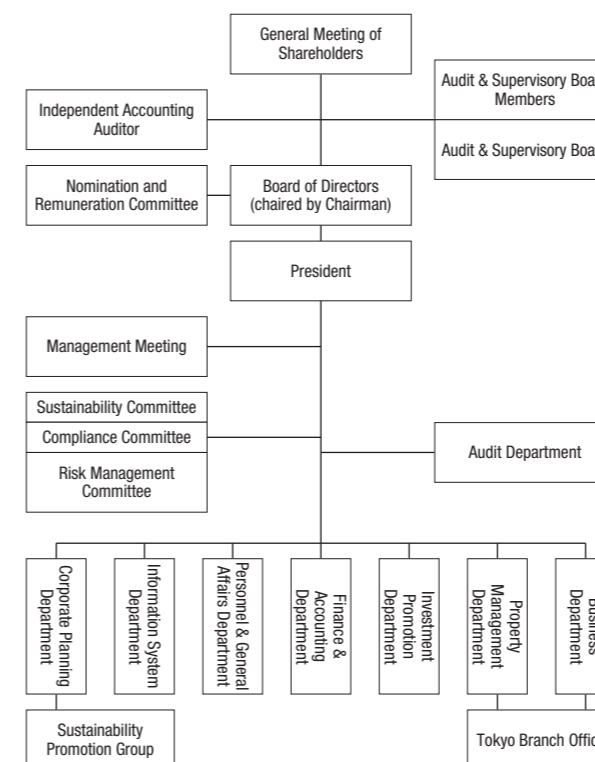 General Meeting of
Shareholders
Audit & Supervisory Boa
Members
Independent Accounting
Auditor
Audit & Supervisory Boa
Nomination and
Remuneration Committee
Board of Directors
(chaired by Chairman)
President
Management Meeting
Sustainability Committee
Compliance Committee
Risk Management
Committee
Audit Department
Corporate Planning
Department
Information System
Department
Personnel & General
Affairs Department
Finance &
Accounting
Department
Investment
Promotion
Department
Property
Management
Department
Business
Department
Sustainability
Promotion Group
Tokyo Branch Offic